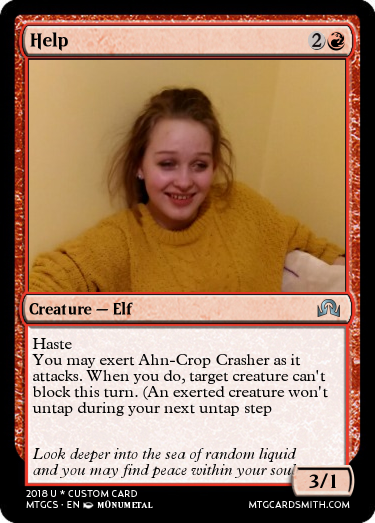 Help 2
Creature — Elf
Haste
You may exert Ahn-Crop Crasher as it
attacks. When you do, target creature can't
block this turn. (An exerted creature won't
untap during your next untap step
Look deeper into the sea of random liquid
and you may find peace within your soul
3/1
2018 U * CUSTOM CARD
MTGCS · EN MÜNUMETAL
MTGCARDSMITH.COM